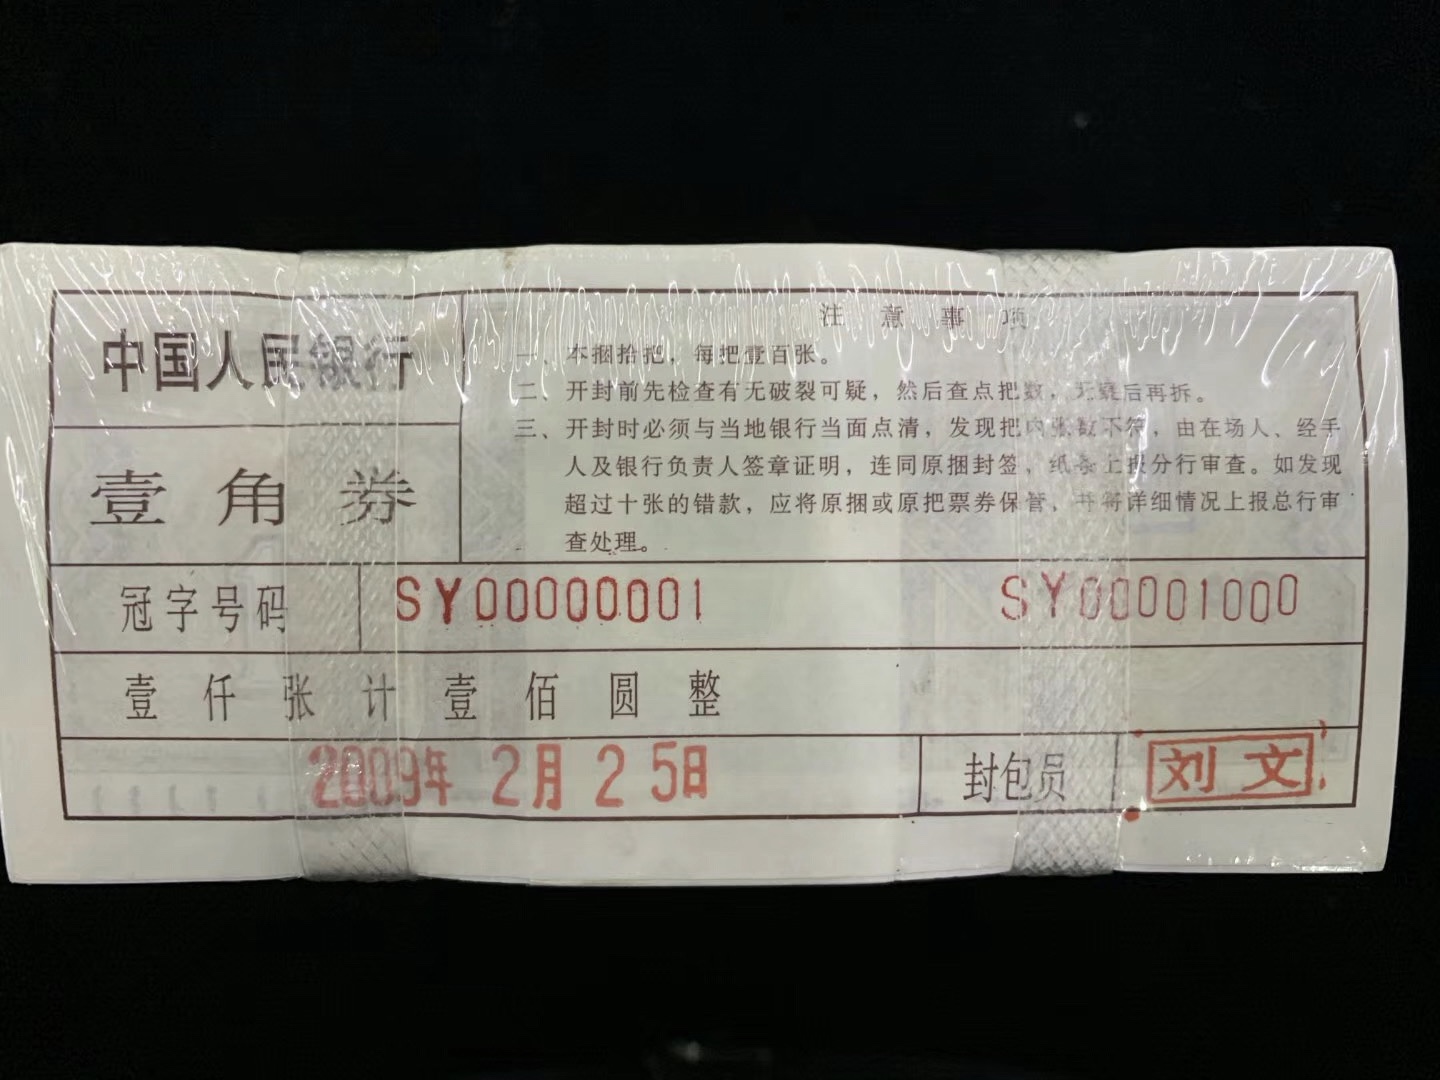 中国人民银行
壹角券
注意事项
一、本捆拾把，每把壹百张。
二、开封前先检查有无破裂可疑，然后查点把数，无疑后再拆。
三、开封时必须与当地银行当面点清，发现把内张数不符，由在场人、经手
人及银行负责人签章证明，连同原捆封签，纸条上报分行审查。如发现
超过十张的错款，应将原捆或原把票券保管，并将详细情况上报总行审
查处理。
冠字号码 SY00000001 SY00001000
壹仟张计壹佰圆整
2009年2月25日 封包员 刘文